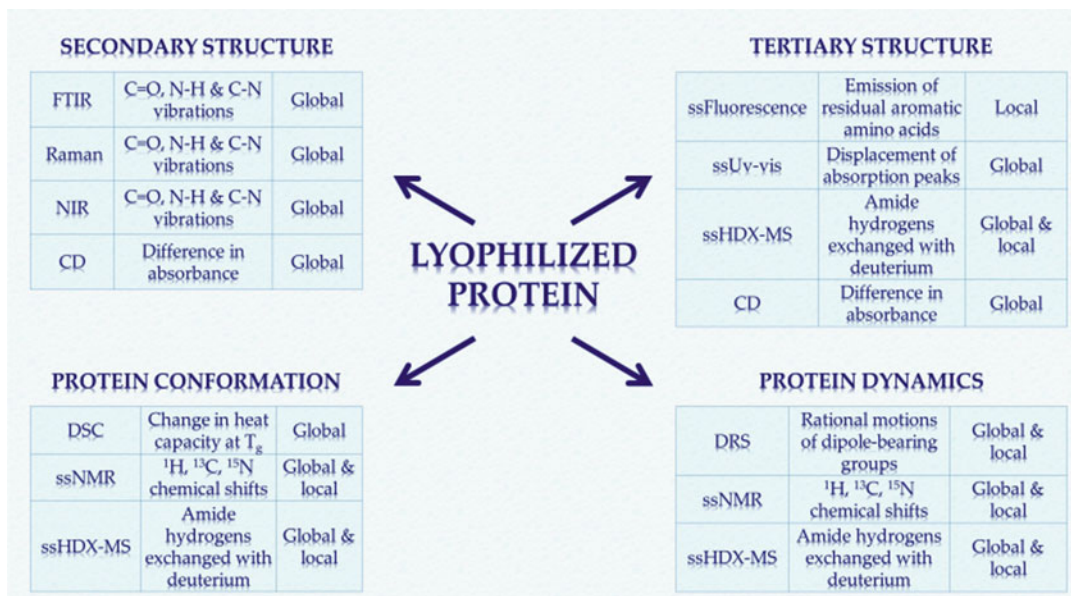 SECONDARY STRUCTURE
FTIR
C=O, N-H & C-N
vibrations
Global
Raman
C=O, N-H & C-N
vibrations
Global
NIR
C=O, N-H & C-N
vibrations
Global
CD
Difference in
absorbance
Global
TERTIARY STRUCTURE
ssFluorescence
Emission of
residual aromatic
amino acids
Local
ssUv-vis
Displacement of
absorption peaks
Global
ssHDX-MS
Amide
hydrogens
exchanged with
deuterium
Global &
local
CD
Difference in
absorbance
Global
LYOPHILIZED
PROTEIN
PROTEIN CONFORMATION
DSC
Change in heat
capacity at Tg
Global
ssNMR
¹H, ¹³C, ¹⁵N
chemical shifts
Global &
local
ssHDX-MS
Amide
hydrogens
exchanged with
deuterium
Global &
local
PROTEIN DYNAMICS
DRS
Rational motions
of dipole-bearing
groups
Global &
local
ssNMR
¹H, ¹³C, ¹⁵N
chemical shifts
Global &
local
ssHDX-MS
Amide hydrogens
exchanged with
deuterium
Global &
local